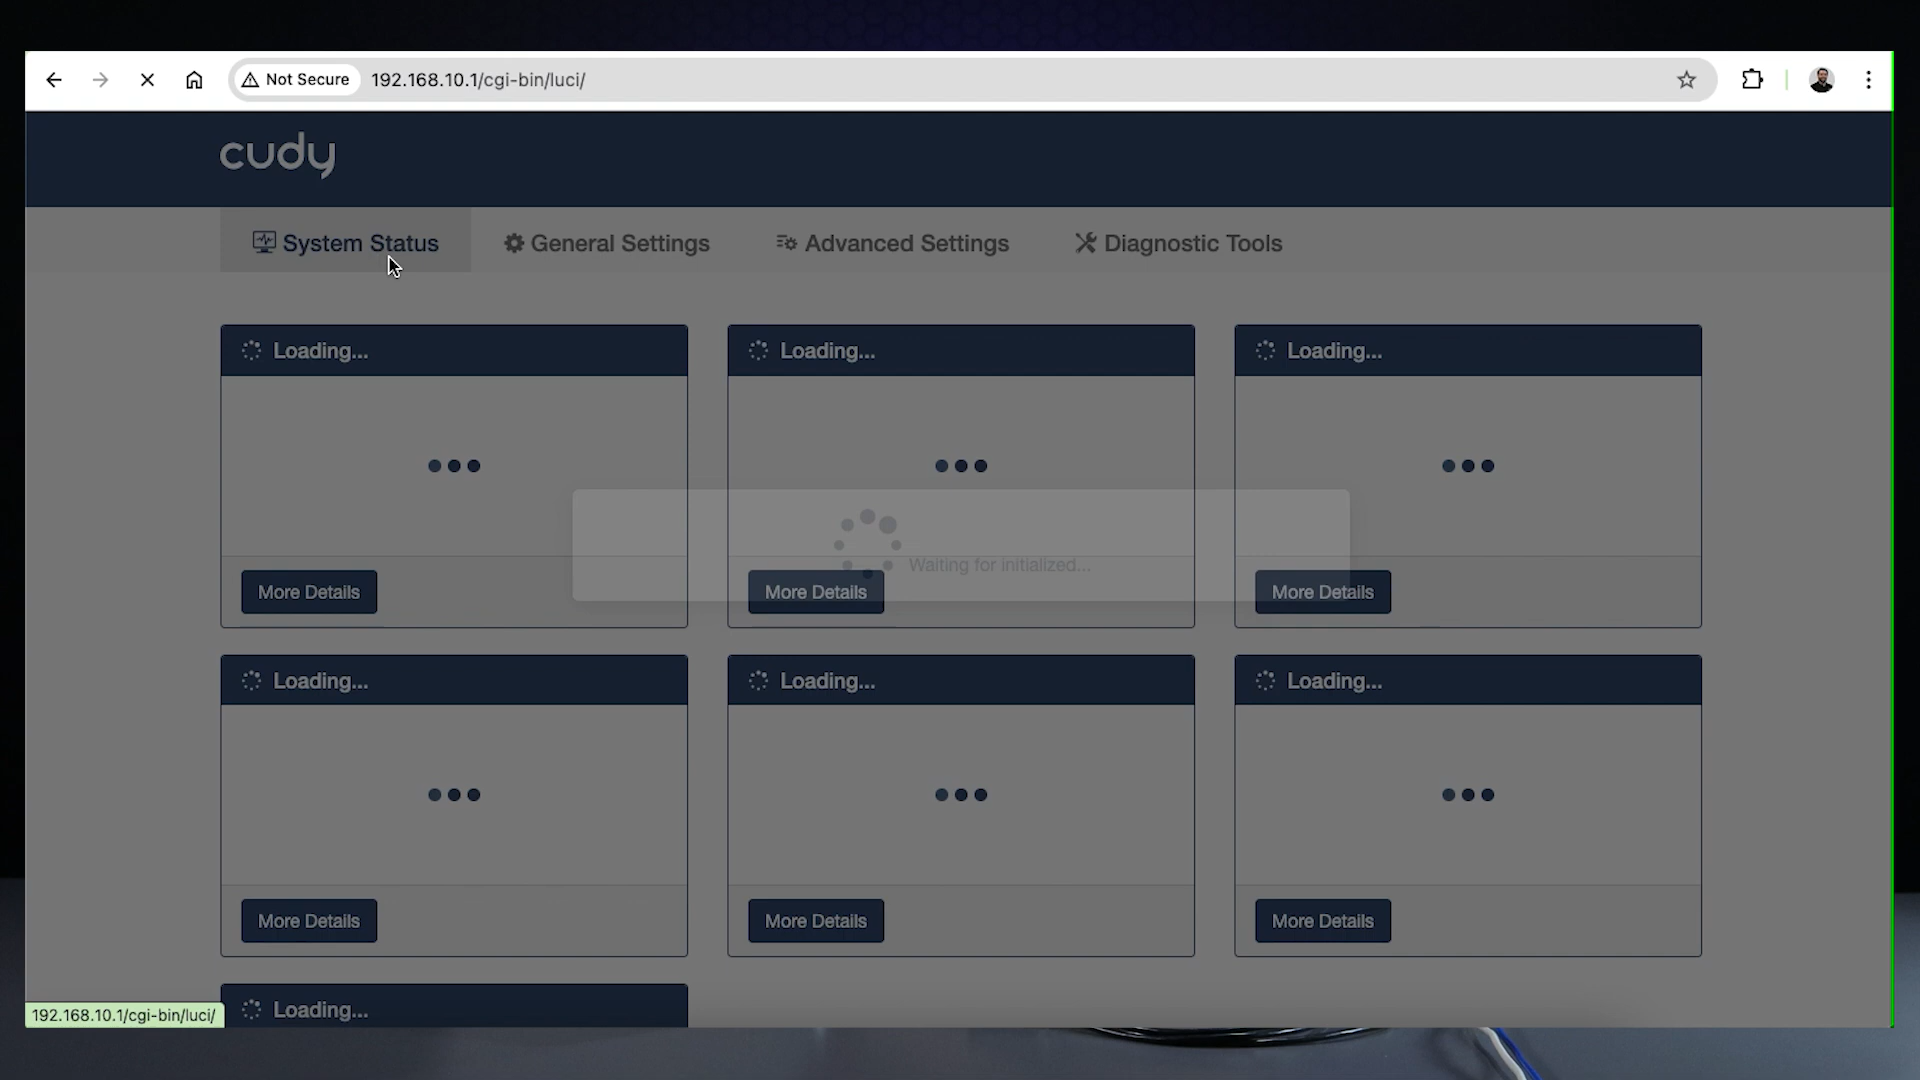 Not Secure 192.168.10.1/cgi-bin/luci/
cudy
System Status General Settings Advanced Settings Diagnostic Tools
Loading... Loading... Loading...
Waiting for initialized...
More Details More Details More Details
Loading... Loading... Loading...
More Details More Details More Details
Loading...
192.168.10.1/cgi-bin/luci/